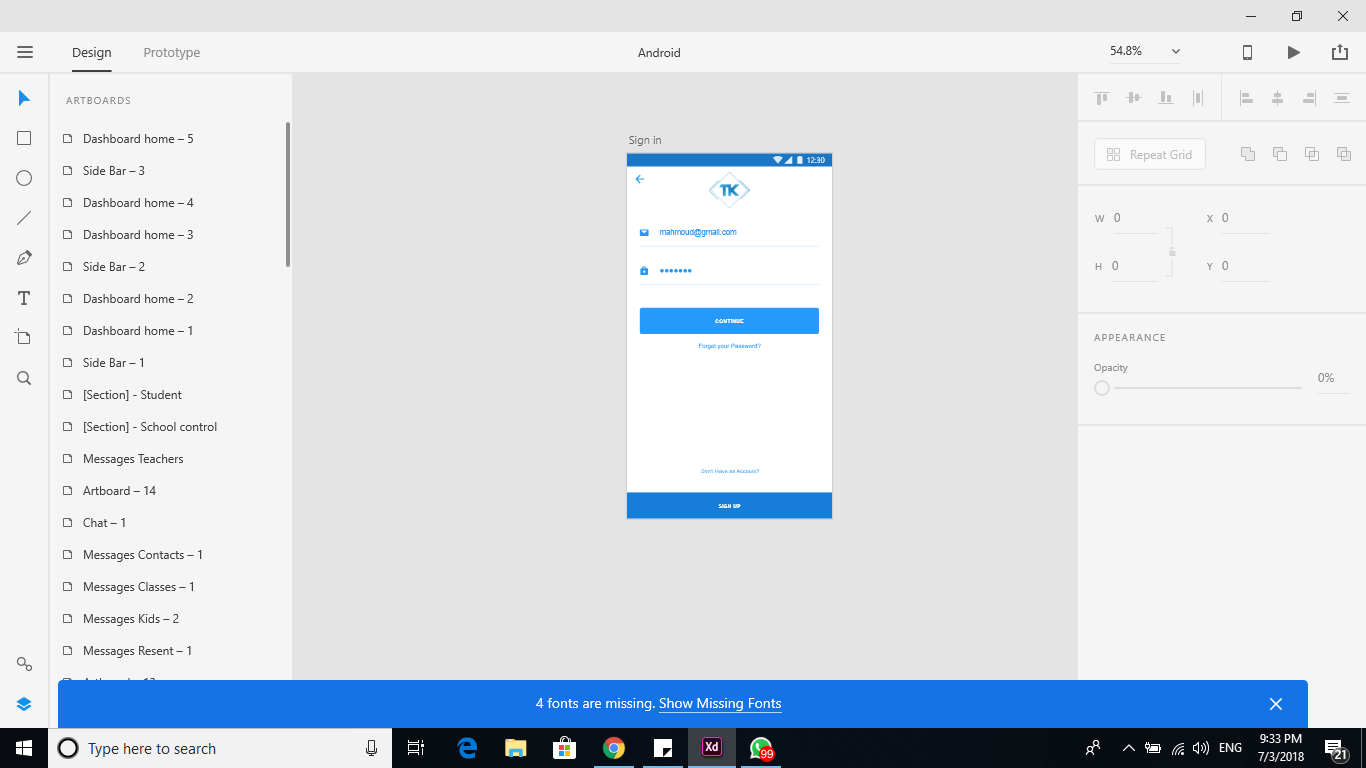 Design Prototype Android 54.8%
ARTBOARDS
Dashboard home – 5
Side Bar – 3
Dashboard home – 4
Dashboard home – 3
Side Bar – 2
Dashboard home – 2
Dashboard home – 1
Side Bar – 1
[Section] - Student
[Section] - School control
Messages Teachers
Artboard – 14
Chat – 1
Messages Contacts – 1
Messages Classes – 1
Messages Kids – 2
Messages Resent – 1
Sign in
12:30
TK
mahmoud@gmail.com
CONTINUE
Forget your Password?
Don't Have an Account?
SIGN UP
Repeat Grid
W 0 X 0
H 0 Y 0
APPEARANCE
Opacity
0%
4 fonts are missing. Show Missing Fonts
Type here to search
Xd
99
ENG
9:33 PM
7/3/2018
21